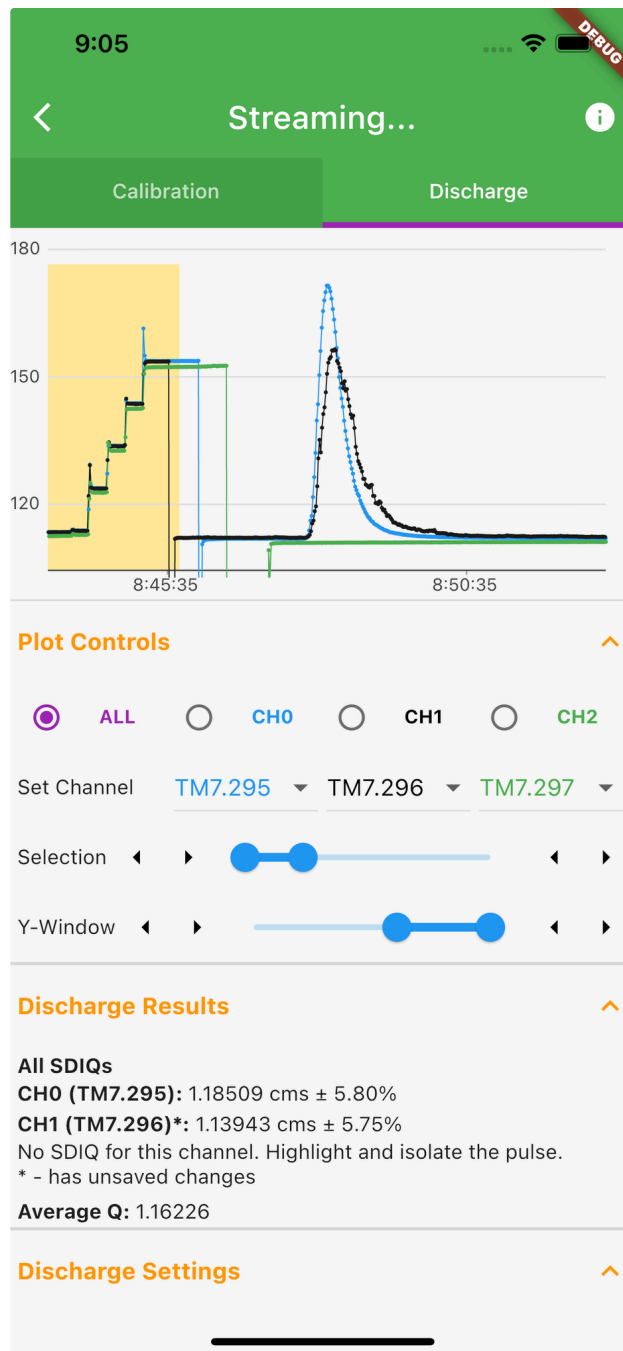 9:05
DEBUG
Streaming...
Calibration Discharge
180
150
120
8:45:35 8:50:35
Plot Controls
ALL CH0 CH1 CH2
Set Channel TM7.295 TM7.296 TM7.297
Selection
Y-Window
Discharge Results
All SDIQs
CH0 (TM7.295): 1.18509 cms ± 5.80%
CH1 (TM7.296)*: 1.13943 cms ± 5.75%
No SDIQ for this channel. Highlight and isolate the pulse.
* - has unsaved changes
Average Q: 1.16226
Discharge Settings